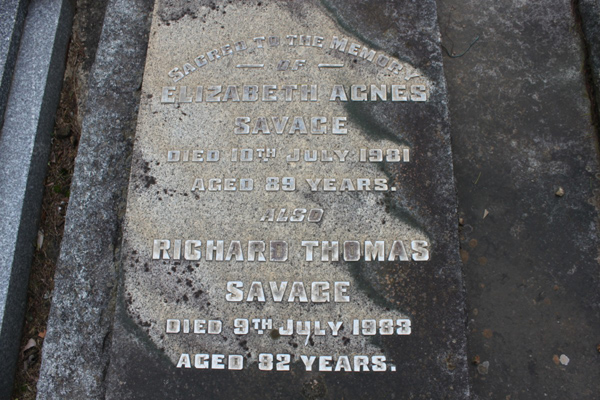 SACRED TO THE MEMORY
OF
ELIZABETH AGNES
SAVAGE
DIED 10TH JULY 1981
AGED 89 YEARS.
ALSO
RICHARD THOMAS
SAVAGE
DIED 9TH JULY 1983
AGED 92 YEARS.